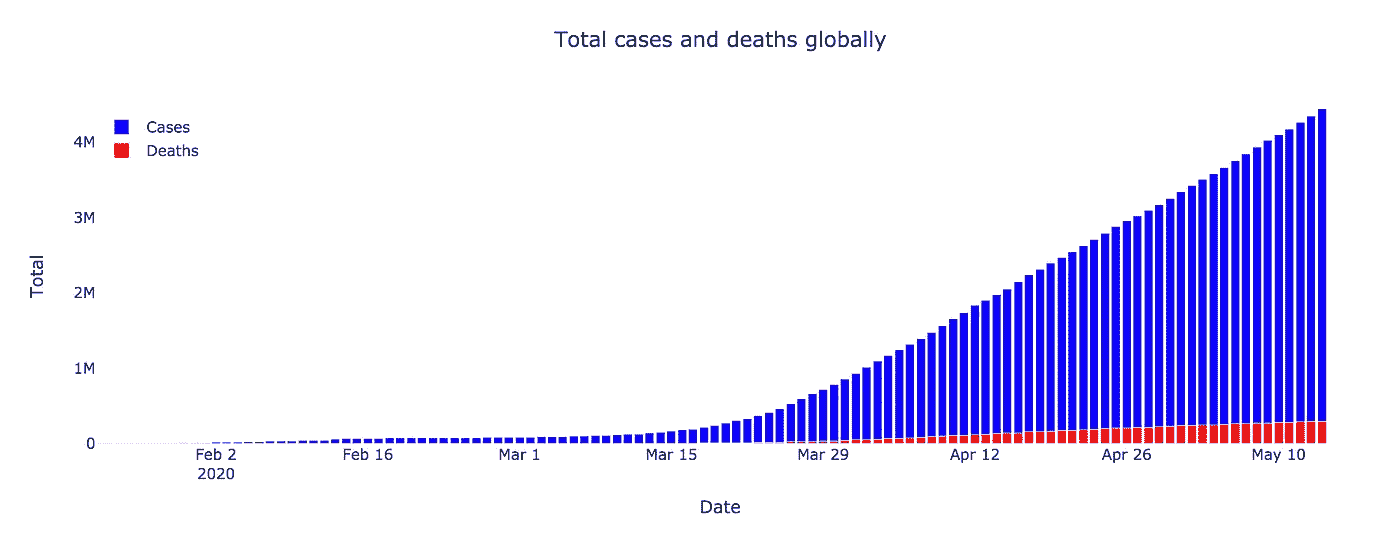 Total cases and deaths globally
Cases
Deaths
4M
3M
2M
1M
0
Total
Feb 2 Feb 16 Mar 1 Mar 15 Mar 29 Apr 12 Apr 26 May 10
2020
Date